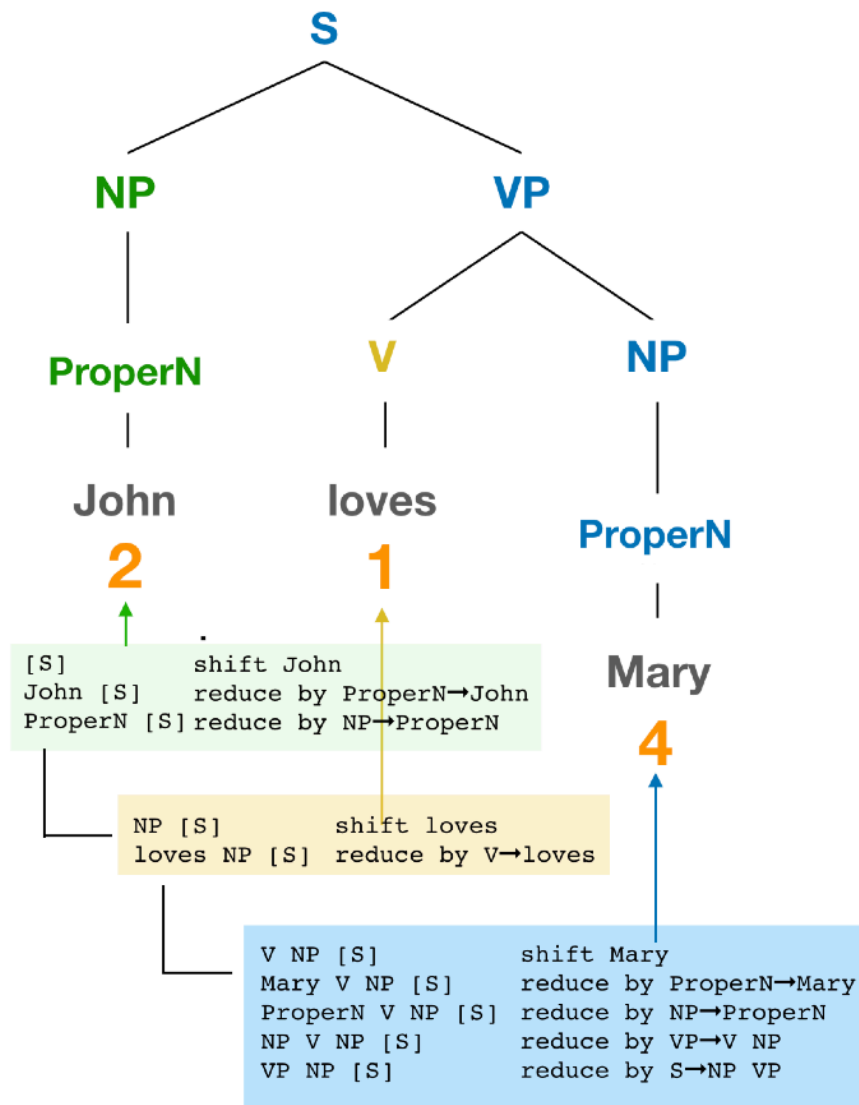 S
NP VP
ProperN V NP
John loves ProperN
2 1
Mary
4
[S] shift John
John [S] reduce by ProperN→John
ProperN [S] reduce by NP→ProperN
NP [S] shift loves
loves NP [S] reduce by V→loves
V NP [S] shift Mary
Mary V NP [S] reduce by ProperN→Mary
ProperN V NP [S] reduce by NP→ProperN
NP V NP [S] reduce by VP→V NP
VP NP [S] reduce by S→NP VP